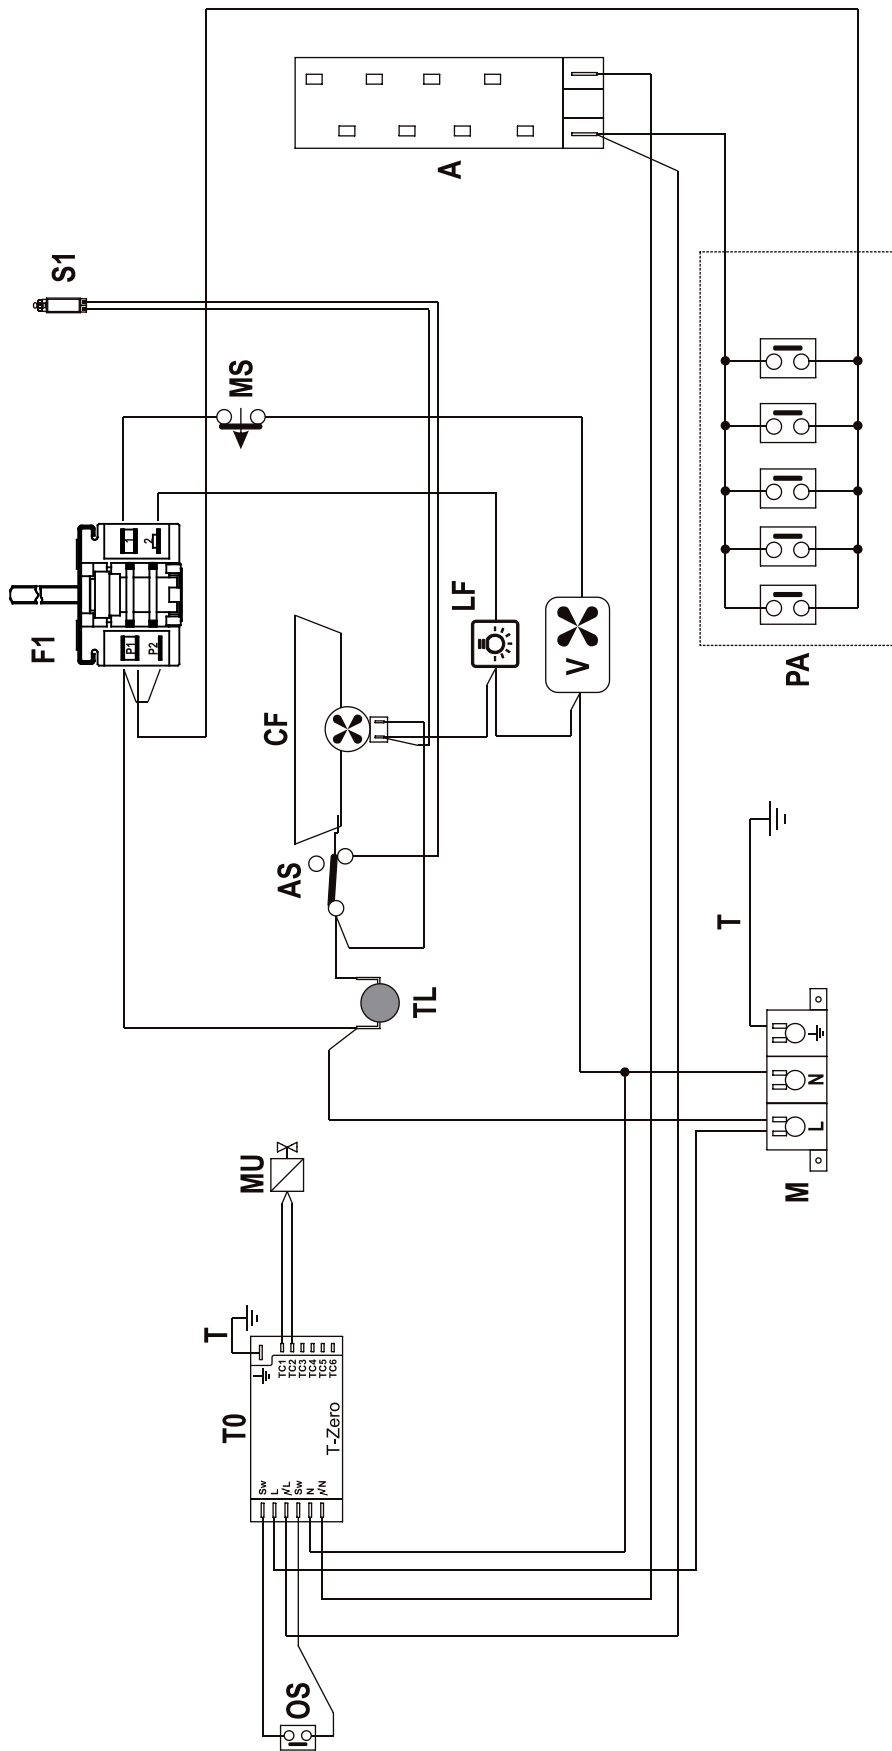 S1
F1
P1
P2
1
2
MS
A
LF
V
CF
AS
TL
PA
T
M
L
N
MU
T
T0
T-Zero
TC1
TC2
TC3
TC4
TC5
TC6
Sw
L
L
Sw
N
N
OS